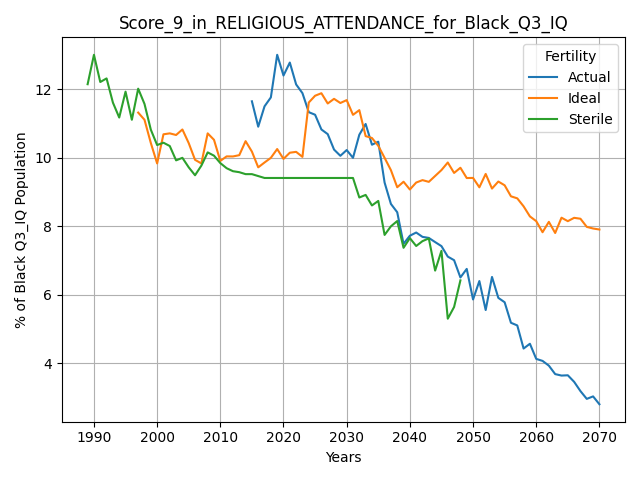 Score_9_in_RELIGIOUS_ATTENDANCE_for_Black_Q3_IQ
% of Black Q3_IQ Population
12
10
8
6
4
Fertility
Actual
Ideal
Sterile
1990 2000 2010 2020 2030 2040 2050 2060 2070
Years